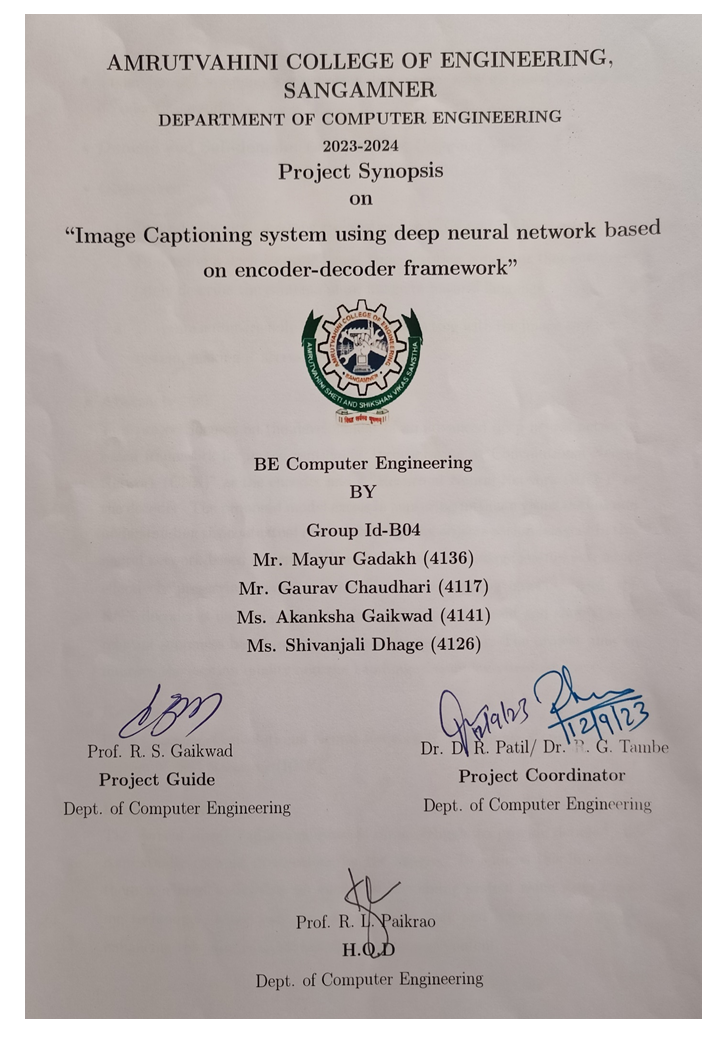 AMRUTVAHINI COLLEGE OF ENGINEERING,
SANGAMNER
DEPARTMENT OF COMPUTER ENGINEERING
2023-2024
Project Synopsis
on
“Image Captioning system using deep neural network based
on encoder-decoder framework”
AMRUTVAHINI COLLEGE OF ENGINEERING
SANGAMNER
AMRUTVAHINI SHETI AND SHIKSHAN VIKAS SANSTHA
BE Computer Engineering
BY
Group Id-B04
Mr. Mayur Gadakh (4136)
Mr. Gaurav Chaudhari (4117)
Ms. Akanksha Gaikwad (4141)
Ms. Shivanjali Dhage (4126)
12/9/23
12/9/23
Prof. R. S. Gaikwad
Project Guide
Dept. of Computer Engineering
Dr. D. R. Patil/ Dr. R. G. Tambe
Project Coordinator
Dept. of Computer Engineering
Prof. R. L. Paikrao
H.O.D
Dept. of Computer Engineering